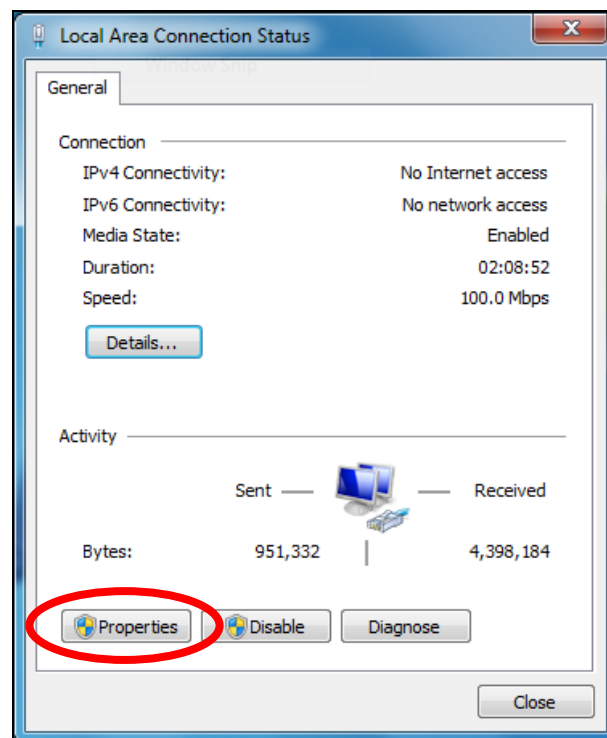 Local Area Connection Status
Window Snip
General
Connection
IPv4 Connectivity: No Internet access
IPv6 Connectivity: No network access
Media State: Enabled
Duration: 02:08:52
Speed: 100.0 Mbps
Details...
Activity
Sent Received
Bytes: 951,332 4,398,184
Properties Disable Diagnose
Close